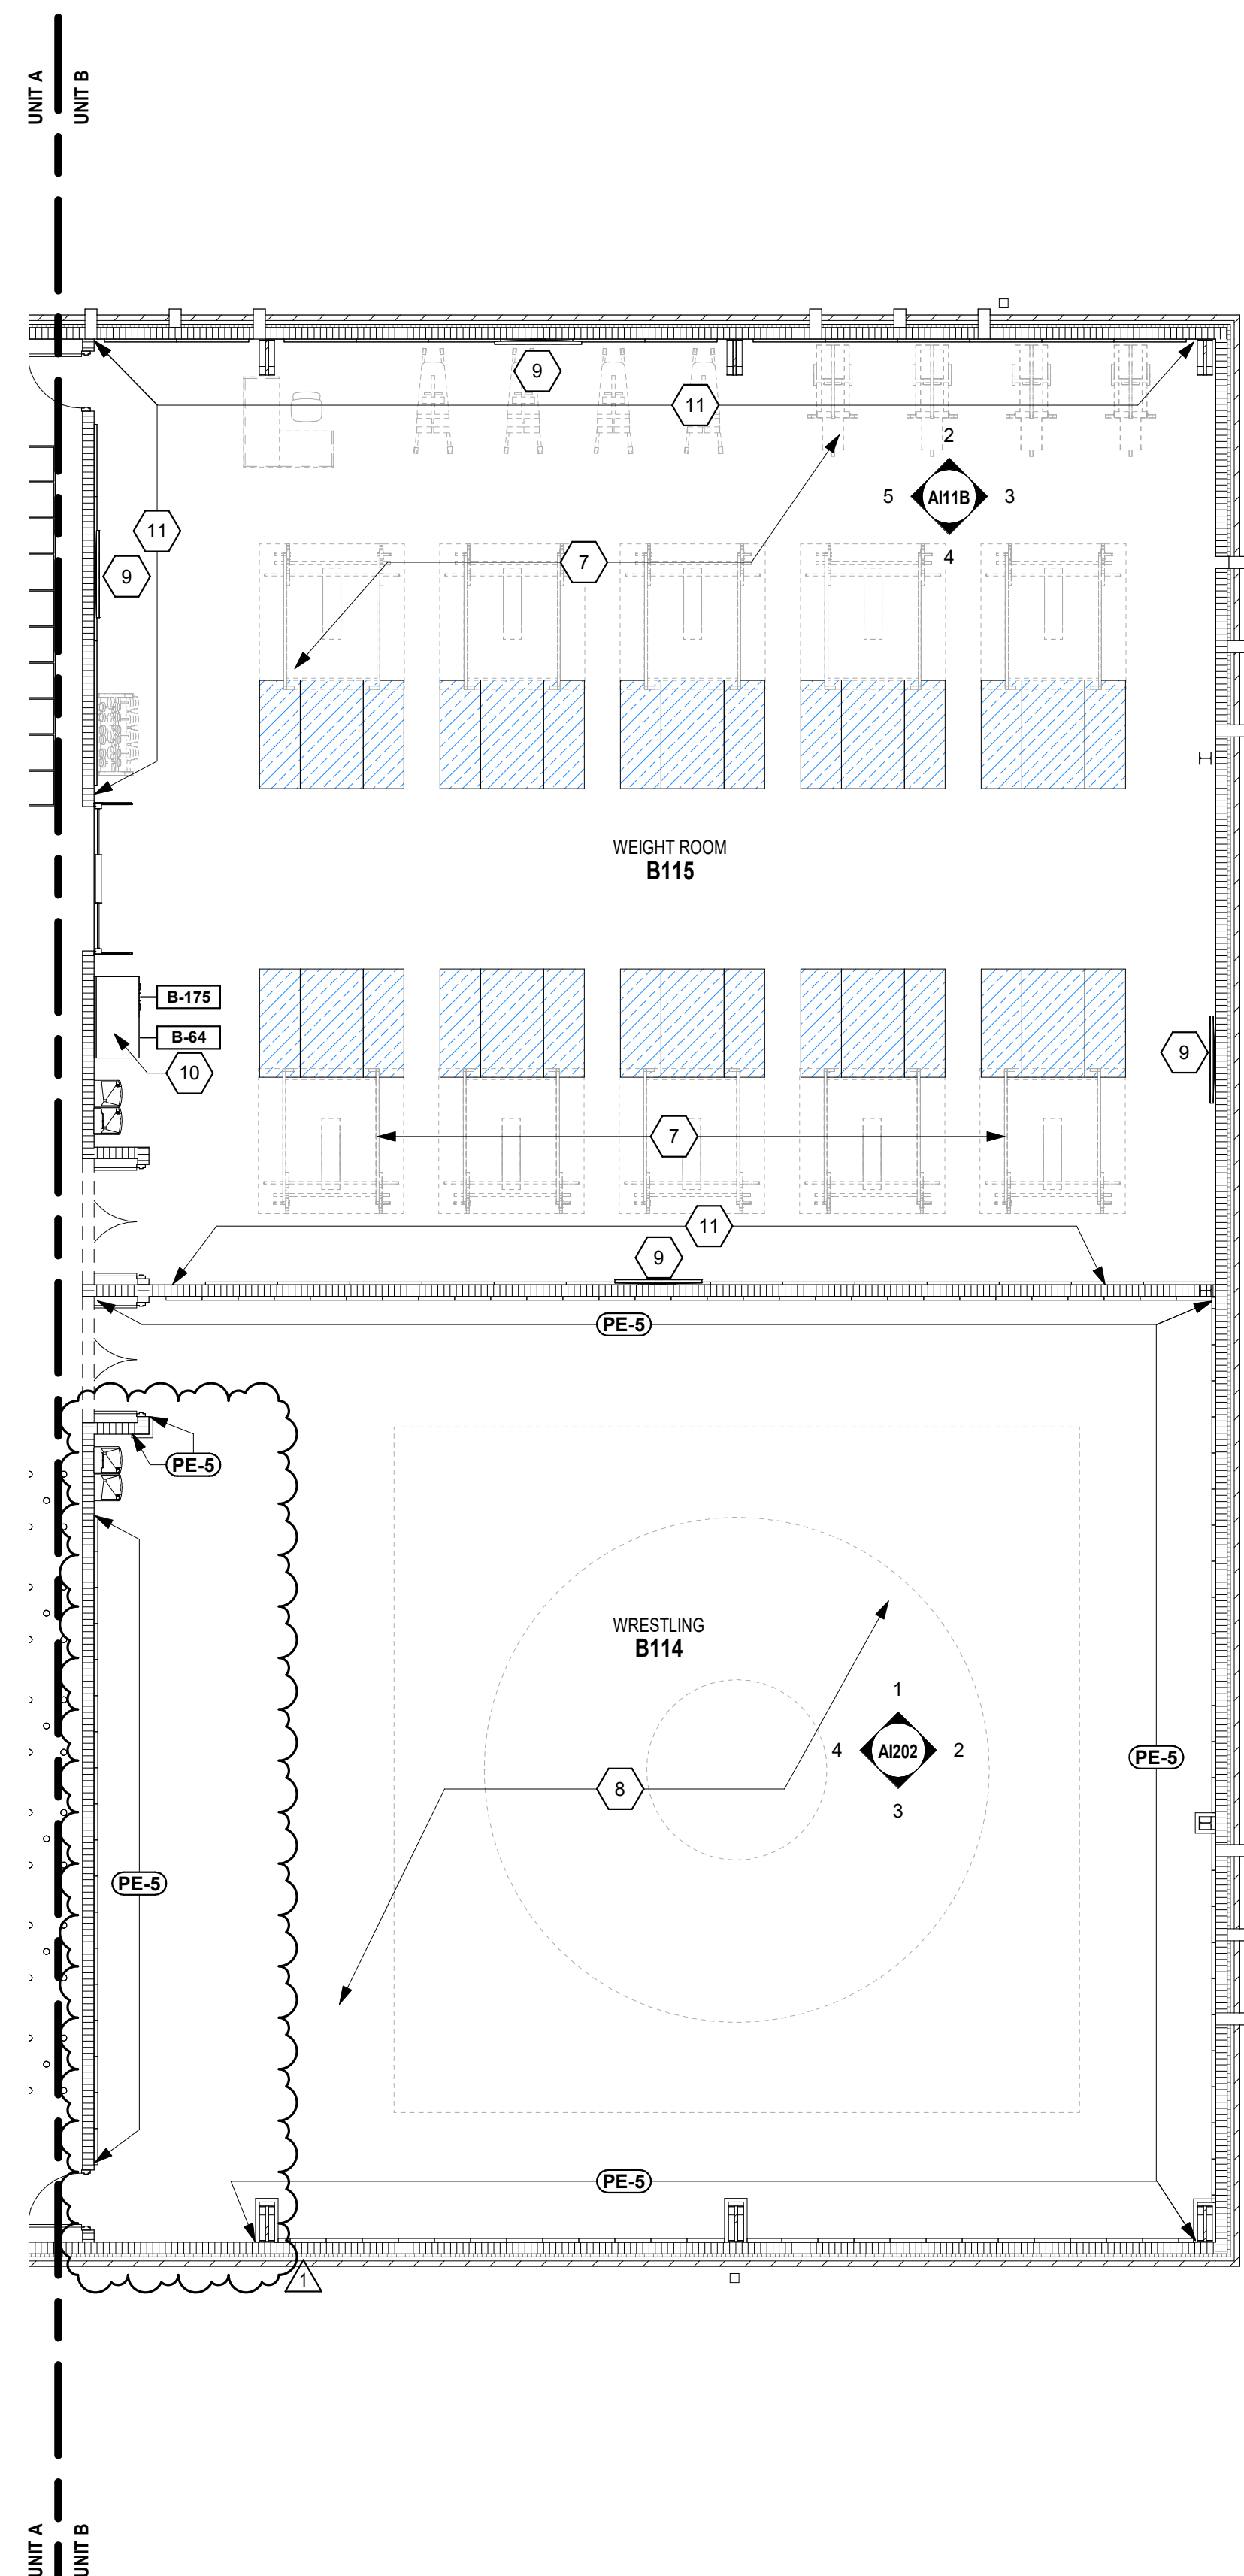 UNIT A
UNIT B
9
11
2
5
AI11B
3
4
11
7
9
WEIGHT ROOM
B115
B-175
B-64
10
9
7
11
9
PE-5
PE-5
WRESTLING
B114
1
4
AI202
2
3
PE-5
8
PE-5
PE-5
1
UNIT A
UNIT B